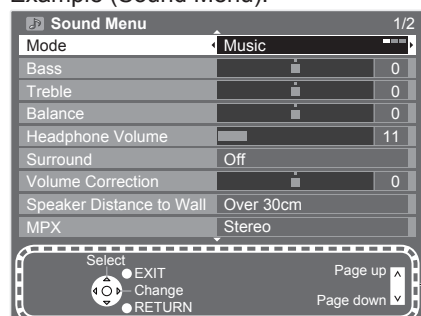 Example (Sound Menu):
Sound Menu 1/2
Mode Music
Bass 0
Treble 0
Balance 0
Headphone Volume 11
Surround Off
Volume Correction 0
Speaker Distance to Wall Over 30cm
MPX Stereo
Select
EXIT
Change
RETURN
Page up
Page down